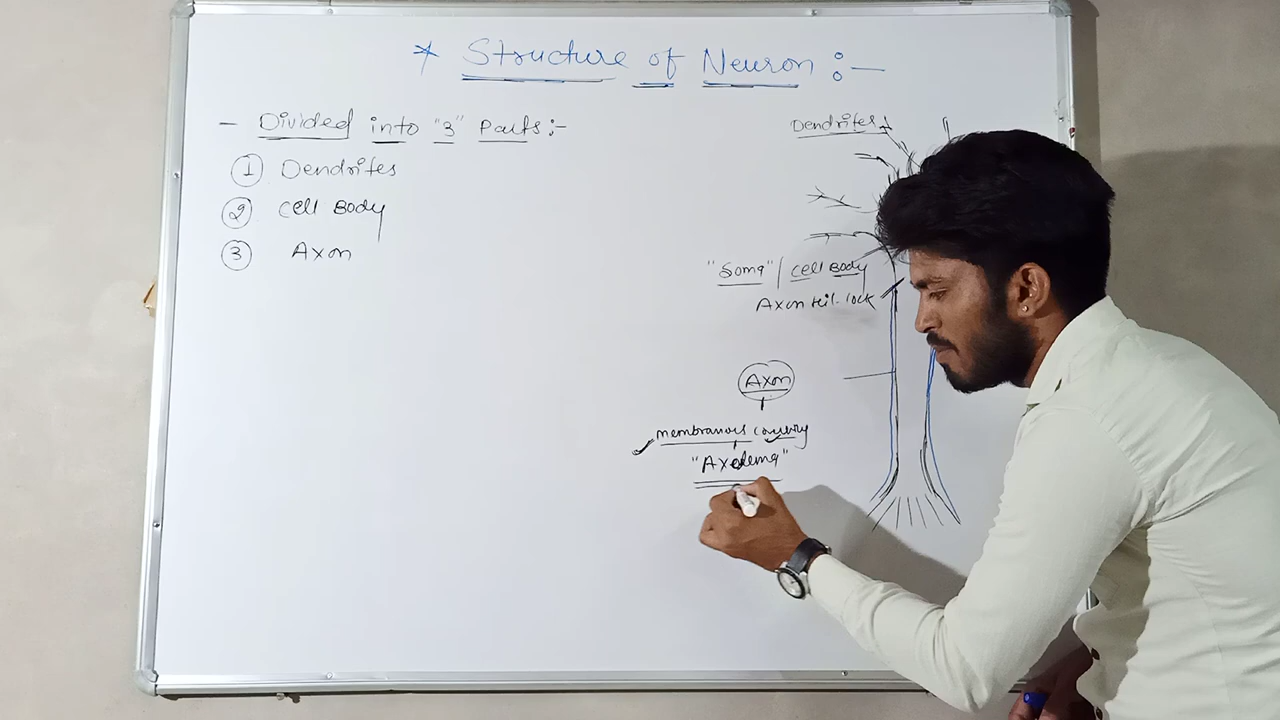 * Structure of Neuron :-
- Divided into "3" Parts :-
① Dendrites
② Cell Body
③ Axon
Dendrites
"Soma" / cell Body
Axon Hil-lock
Axon
membranous covering
"Axolema"